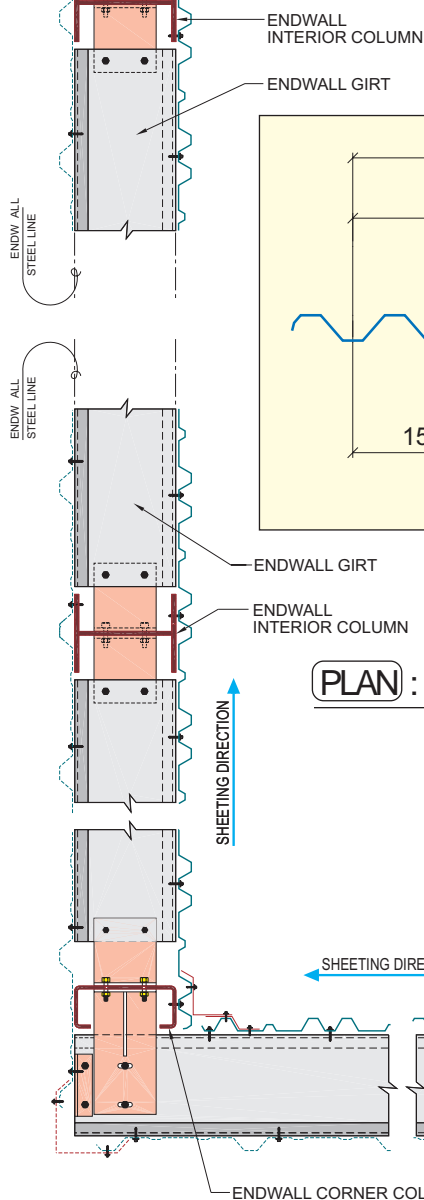 ENDWALL
INTERIOR COLUMN
ENDWALL GIRT
ENDW ALL
STEEL LINE
ENDW ALL
STEEL LINE
15
ENDWALL GIRT
ENDWALL
INTERIOR COLUMN
PLAN :
SHEETING DIRECTION
SHEETING DIRE
ENDWALL CORNER COL